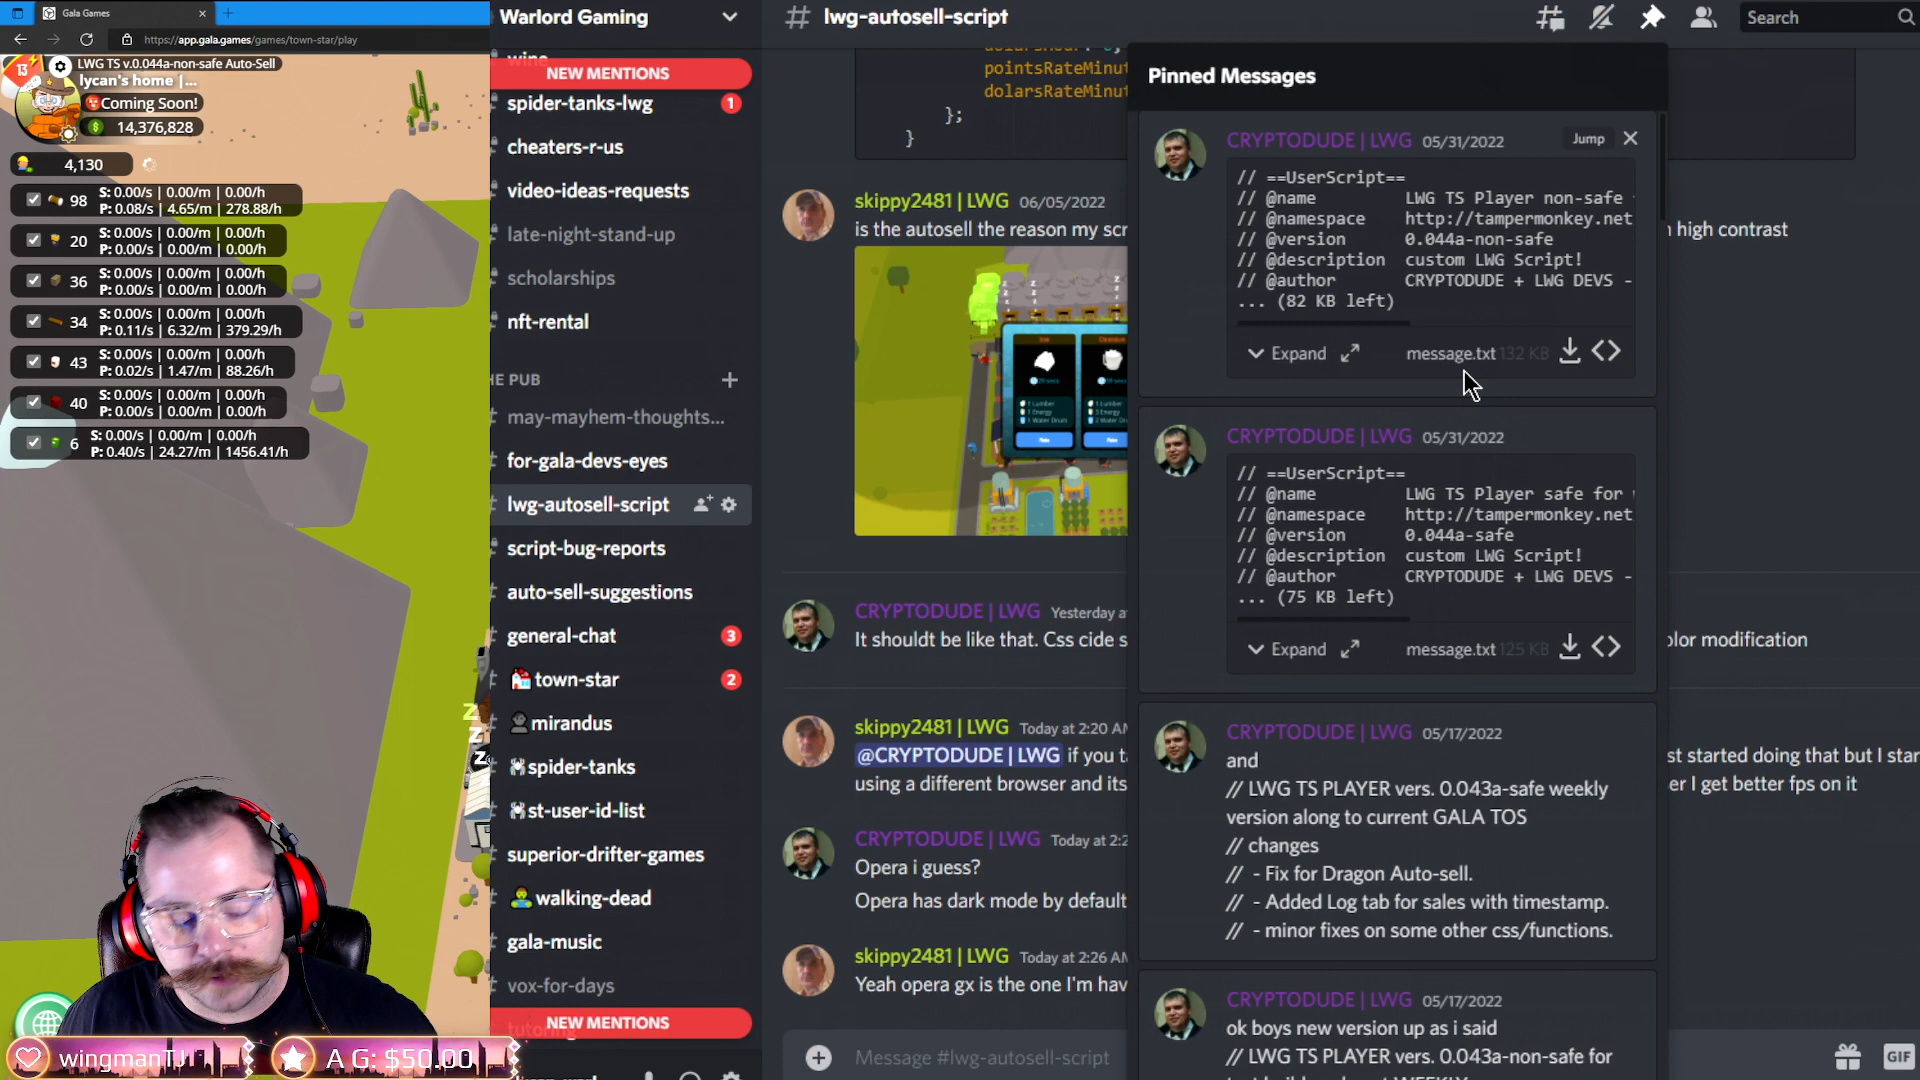 Gala Games
https://app.gala.games/games/town-star/play
13
LWG TS v.0.044a-non-safe Auto-Sell
lycan's home |...
Coming Soon!
14,376,828
4,130
98 S: 0.00/s | 0.00/m | 0.00/h
P: 0.08/s | 4.65/m | 278.88/h
20 S: 0.00/s | 0.00/m | 0.00/h
P: 0.00/s | 0.00/m | 0.00/h
36 S: 0.00/s | 0.00/m | 0.00/h
P: 0.00/s | 0.00/m | 0.00/h
34 S: 0.00/s | 0.00/m | 0.00/h
P: 0.11/s | 6.32/m | 379.29/h
43 S: 0.00/s | 0.00/m | 0.00/h
P: 0.02/s | 1.47/m | 88.26/h
40 S: 0.00/s | 0.00/m | 0.00/h
P: 0.00/s | 0.00/m | 0.00/h
6 S: 0.00/s | 0.00/m | 0.00/h
P: 0.40/s | 24.27/m | 1456.41/h
Z
Z
Z
wingmanTJ
A G: $50.00
Warlord Gaming
NEW MENTIONS
spider-tanks-lwg 1
cheaters-r-us
video-ideas-requests
late-night-stand-up
scholarships
nft-rental
HE PUB
may-mayhem-thoughts...
for-gala-devs-eyes
lwg-autosell-script
script-bug-reports
auto-sell-suggestions
general-chat 3
town-star 2
mirandus
spider-tanks
st-user-id-list
superior-drifter-games
walking-dead
gala-music
vox-for-days
NEW MENTIONS
lwg-autosell-script
Search
pointsRateMinut
dolarsRateMinut
};
}
skippy2481 | LWG 06/05/2022
is the autosell the reason my scr
n high contrast
CRYPTODUDE | LWG Yesterday a
It shouldt be like that. Css cide s
olor modification
skippy2481 | LWG Today at 2:20 AM
@CRYPTODUDE | LWG if you ta
st started doing that but I star
using a different browser and its
er I get better fps on it
CRYPTODUDE | LWG Today at 2:2
Opera i guess?
Opera has dark mode by default
skippy2481 | LWG Today at 2:26 AM
Yeah opera gx is the one I'm hav
Message #lwg-autosell-script
GIF
Pinned Messages
CRYPTODUDE | LWG 05/31/2022 Jump
// ==UserScript==
// @name LWG TS Player non-safe
// @namespace http://tampermonkey.net
// @version 0.044a-non-safe
// @description custom LWG Script!
// @author CRYPTODUDE + LWG DEVS -
... (82 KB left)
Expand message.txt 132 KB
CRYPTODUDE | LWG 05/31/2022
// ==UserScript==
// @name LWG TS Player safe for
// @namespace http://tampermonkey.net
// @version 0.044a-safe
// @description custom LWG Script!
// @author CRYPTODUDE + LWG DEVS -
... (75 KB left)
Expand message.txt 125 KB
CRYPTODUDE | LWG 05/17/2022
and
// LWG TS PLAYER vers. 0.043a-safe weekly
version along to current GALA TOS
// changes
// - Fix for Dragon Auto-sell.
// - Added Log tab for sales with timestamp.
// - minor fixes on some other css/functions.
CRYPTODUDE | LWG 05/17/2022
ok boys new version up as i said
// LWG TS PLAYER vers. 0.043a-non-safe for